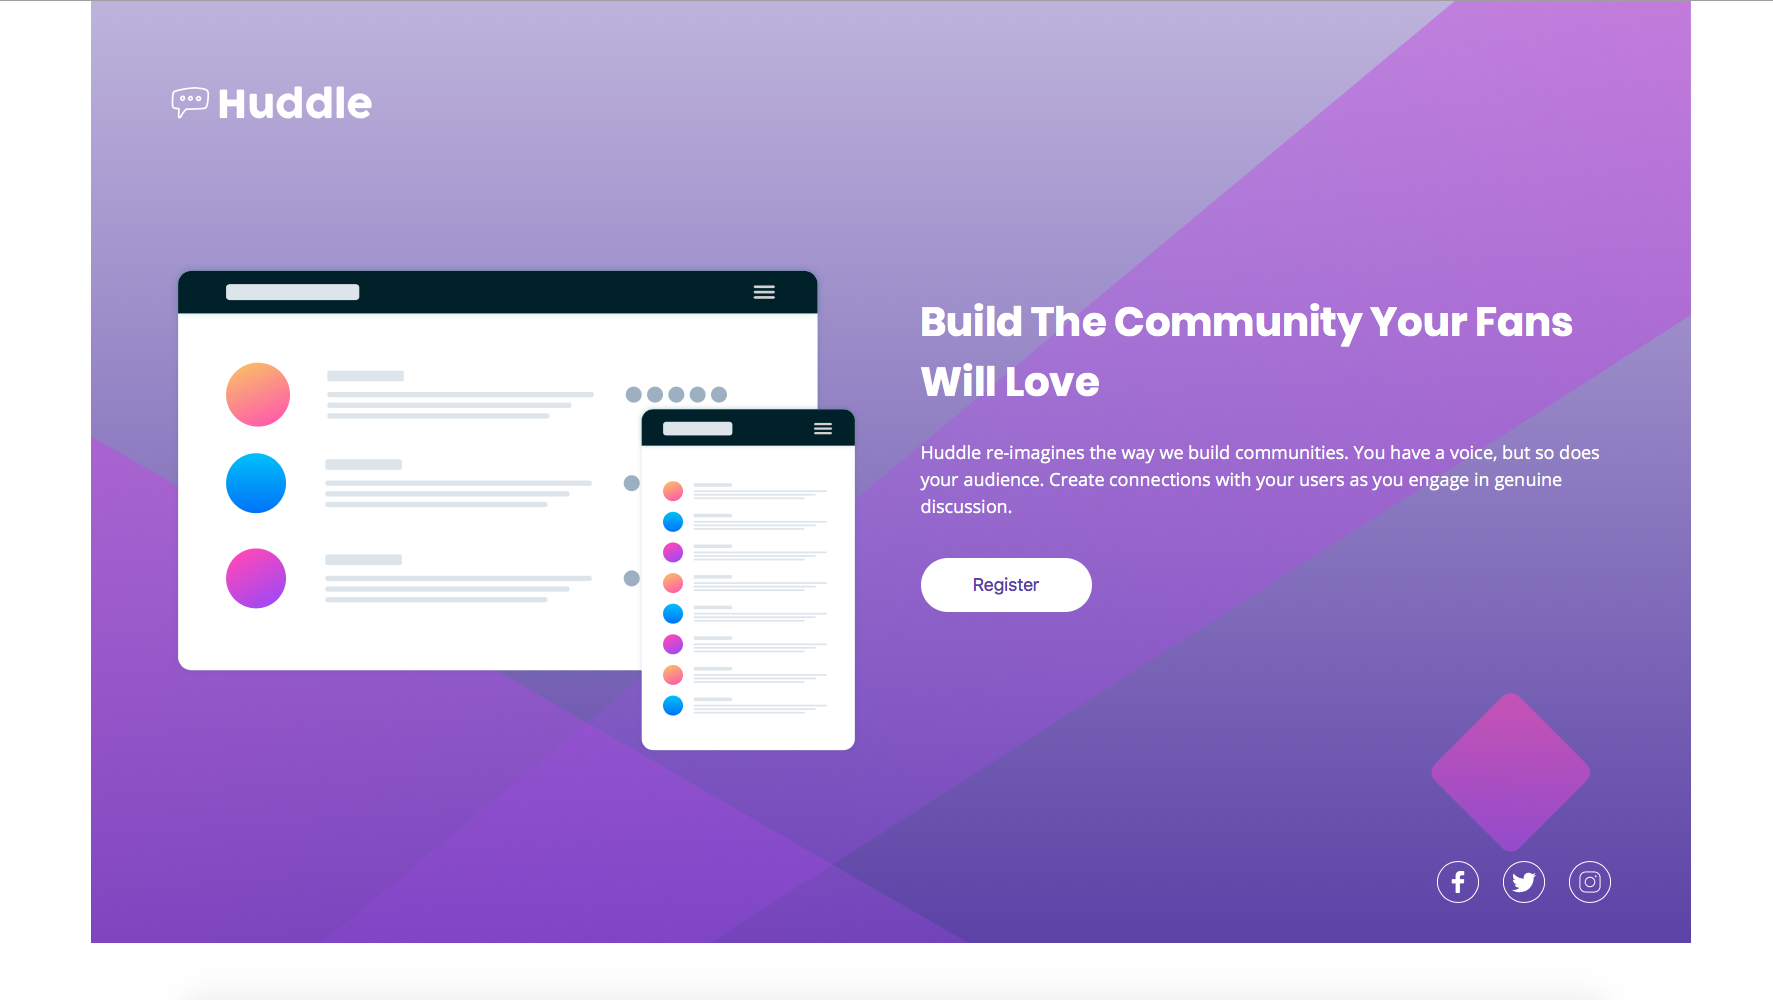 Huddle
Build The Community Your Fans
Will Love
Huddle re-imagines the way we build communities. You have a voice, but so does
your audience. Create connections with your users as you engage in genuine
discussion.
Register